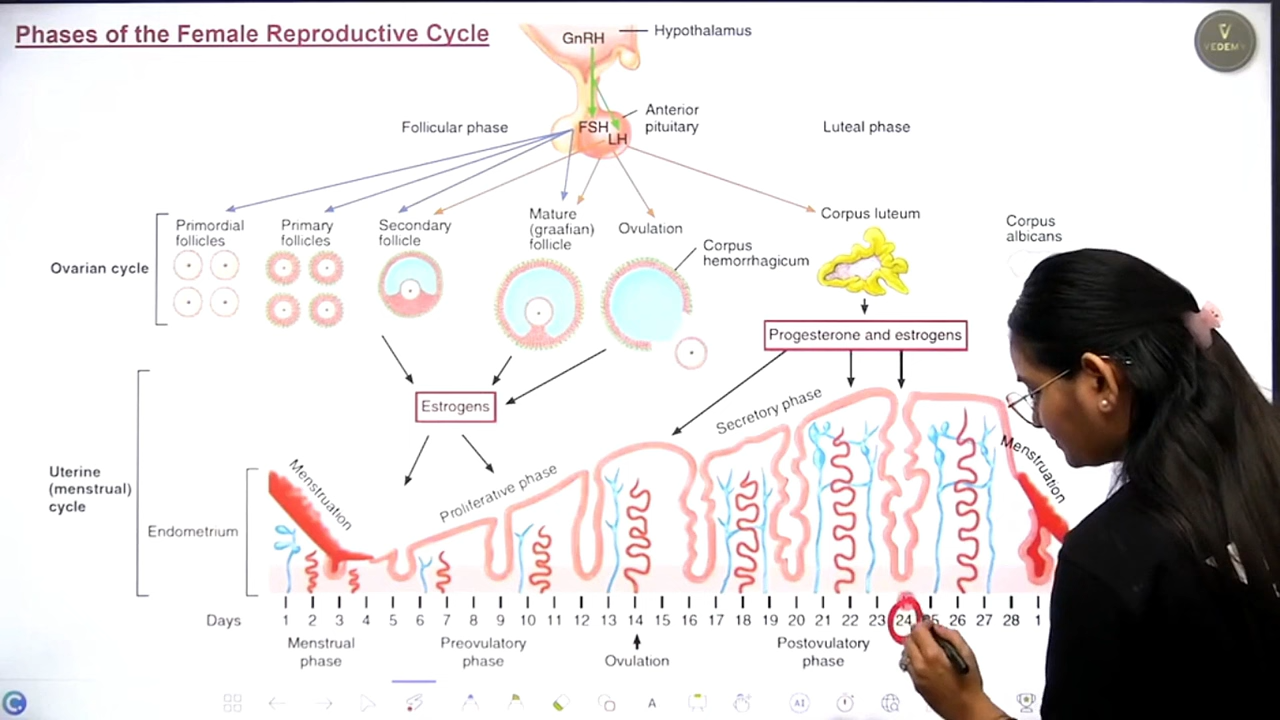 Phases of the Female Reproductive Cycle
GnRH
Hypothalamus
VEDEM
Follicular phase
FSH
LH
Anterior
pituitary
Luteal phase
Ovarian cycle
Primordial
follicles
Primary
follicles
Secondary
follicle
Mature
(graafian)
follicle
Ovulation
Corpus
hemorrhagicum
Corpus luteum
Corpus
albicans
Progesterone and estrogens
Estrogens
Uterine
(menstrual)
cycle
Endometrium
Menstruation
Proliferative phase
Secretory phase
Menstruation
Days 1 2 3 4 5 6 7 8 9 10 11 12 13 14 15 16 17 18 19 20 21 22 23 24 25 26 27 28 1
Menstrual
phase
Preovulatory
phase
Ovulation
Postovulatory
phase
A
AI